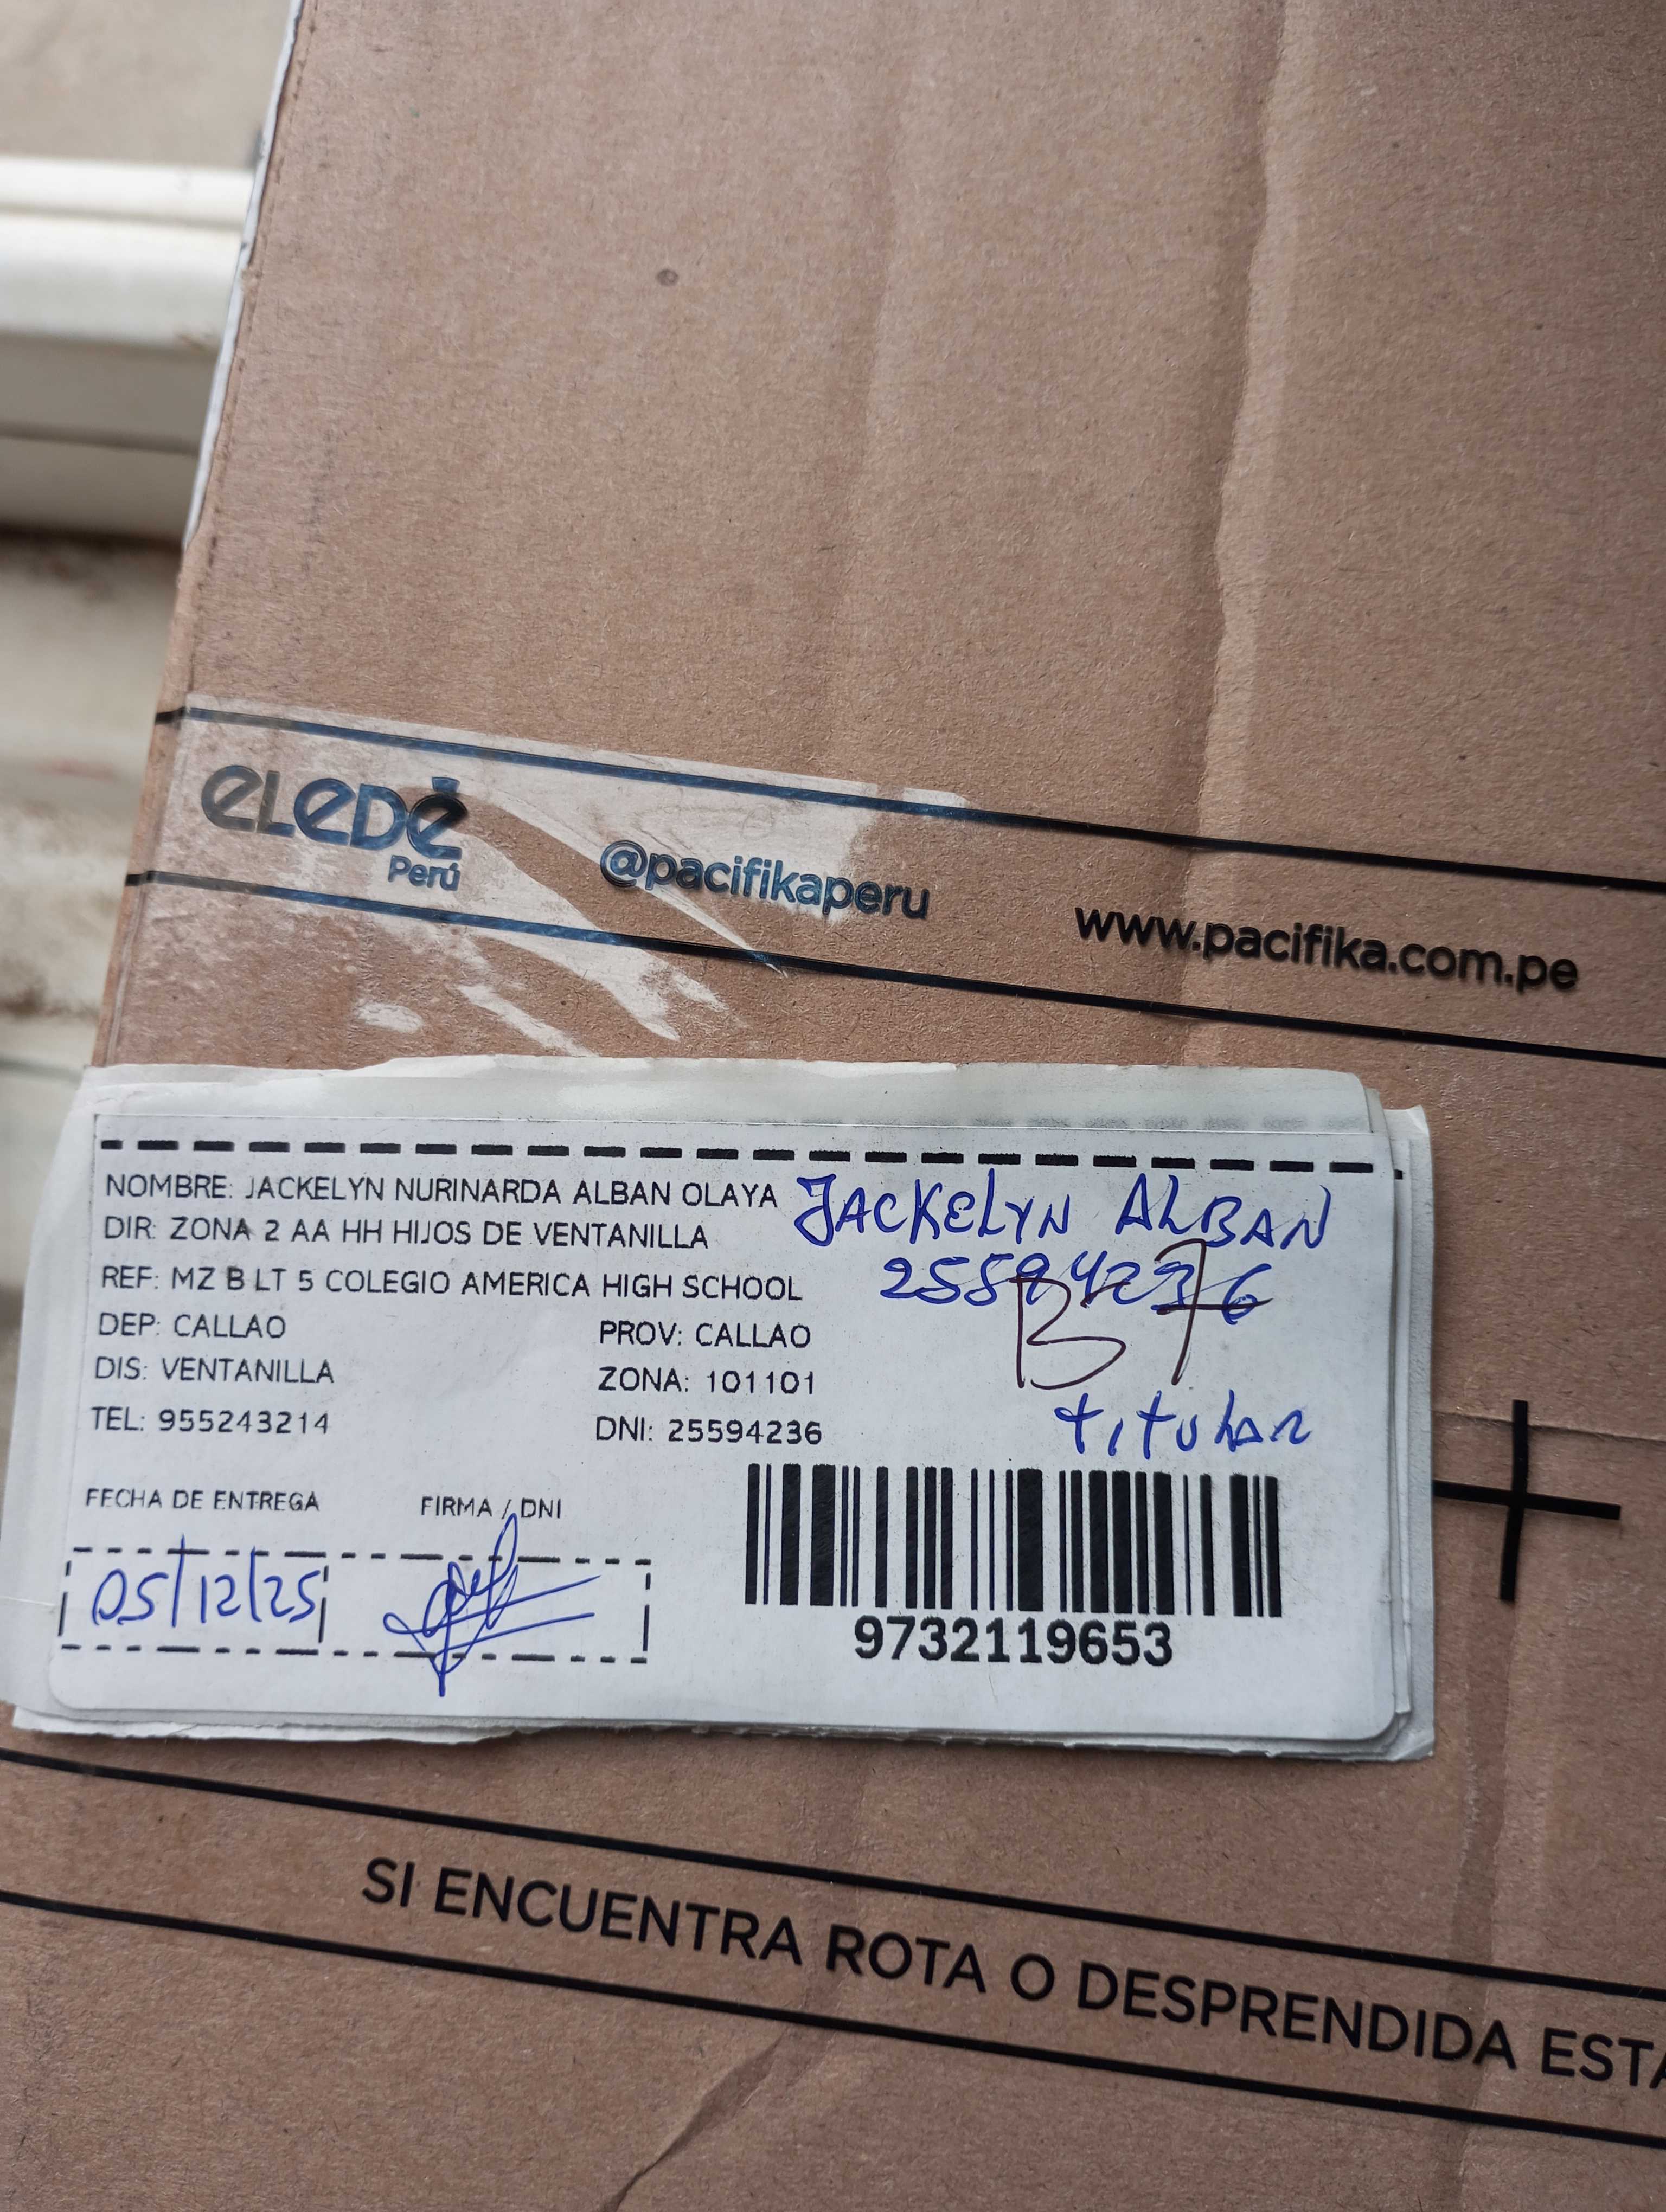 eLeDé
Perú
@pacifikaperu
www.pacifika.com.pe
NOMBRE: JACKELYN NURINARDA ALBAN OLAYA
JACKELYN ALBAN
DIR: ZONA 2 AA HH HIJOS DE VENTANILLA
25594236
REF: MZ B LT 5 COLEGIO AMERICA HIGH SCHOOL
B7
DEP: CALLAO
PROV: CALLAO
DIS: VENTANILLA
ZONA: 101101
titular
TEL: 955243214
DNI: 25594236
FECHA DE ENTREGA
FIRMA / DNI
05/12/25
9732119653
SI ENCUENTRA ROTA O DESPRENDIDA ESTA